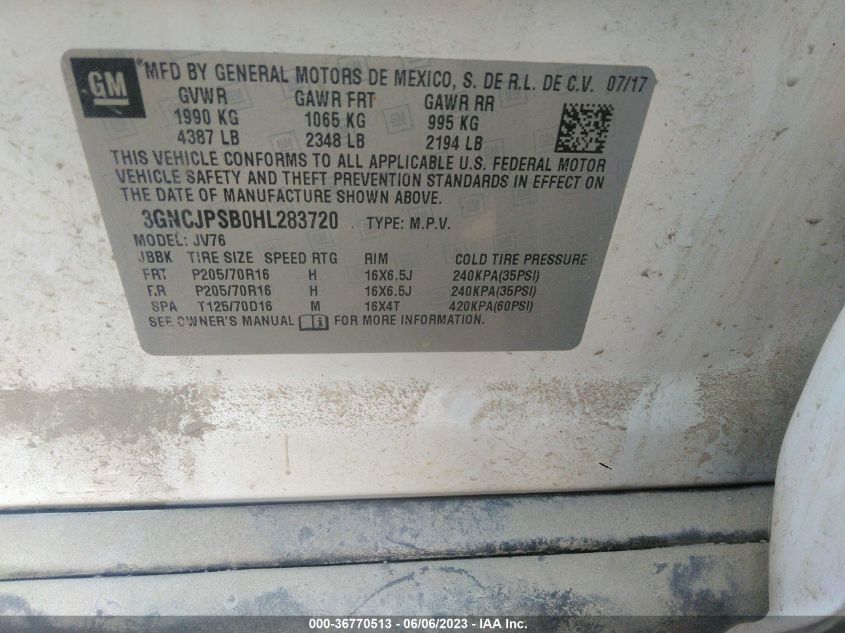 GM
*MFD BY GENERAL MOTORS DE MEXICO, S. DE R.L. DE C.V. 07/17
GVWR GAWR FRT GAWR RR
1990 KG 1065 KG 995 KG
4387 LB 2348 LB 2194 LB
THIS VEHICLE CONFORMS TO ALL APPLICABLE U.S. FEDERAL MOTOR
VEHICLE SAFETY AND THEFT PREVENTION STANDARDS IN EFFECT ON
THE DATE OF MANUFACTURE SHOWN ABOVE.
3GNCJPSB0HL283720 TYPE: M.P.V.
MODEL: JV76
JBBK TIRE SIZE SPEED RTG RIM COLD TIRE PRESSURE
FRT P205/70R16 H 16X6.5J 240KPA(35PSI)
RR P205/70R16 H 16X6.5J 240KPA(35PSI)
SPA T125/70D16 M 16X4T 420KPA(60PSI)
SEE OWNER'S MANUAL FOR MORE INFORMATION.
000-36770513 - 06/06/2023 - IAA Inc.